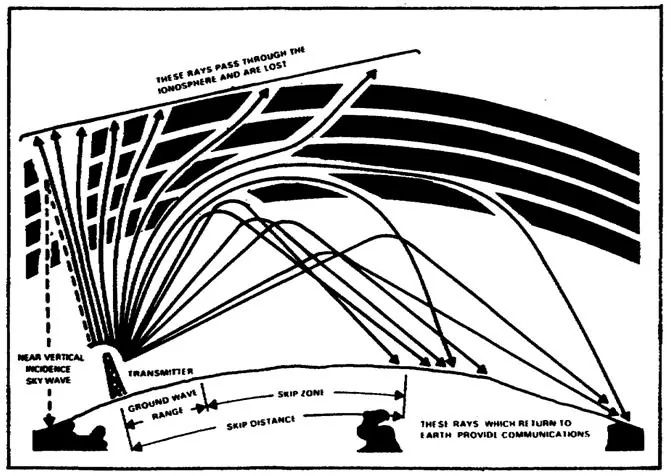 THESE RAYS PASS THROUGH THE
IONOSPHERE AND ARE LOST
NEAR VERTICAL
INCIDENCE
SKY WAVE
TRANSMITTER
GROUND WAVE
RANGE
SKIP ZONE
SKIP DISTANCE
THESE RAYS WHICH RETURN TO
EARTH PROVIDE COMMUNICATIONS